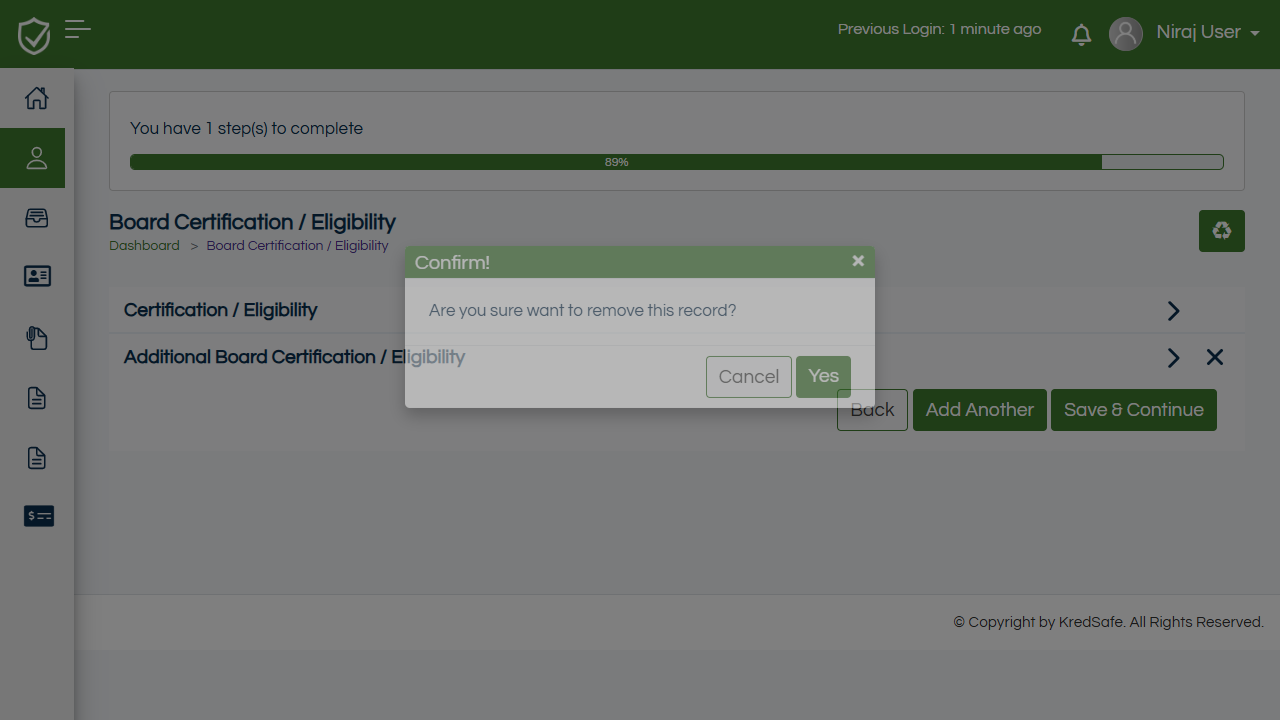 Previous Login: 1 minute ago
Niraj User
You have 1 step(s) to complete
89%
Board Certification / Eligibility
Dashboard > Board Certification / Eligibility
Confirm!
Are you sure want to remove this record?
Certification / Eligibility
Additional Board Certification / Eligibility
Cancel Yes
Back Add Another Save & Continue
© Copyright by KredSafe. All Rights Reserved.